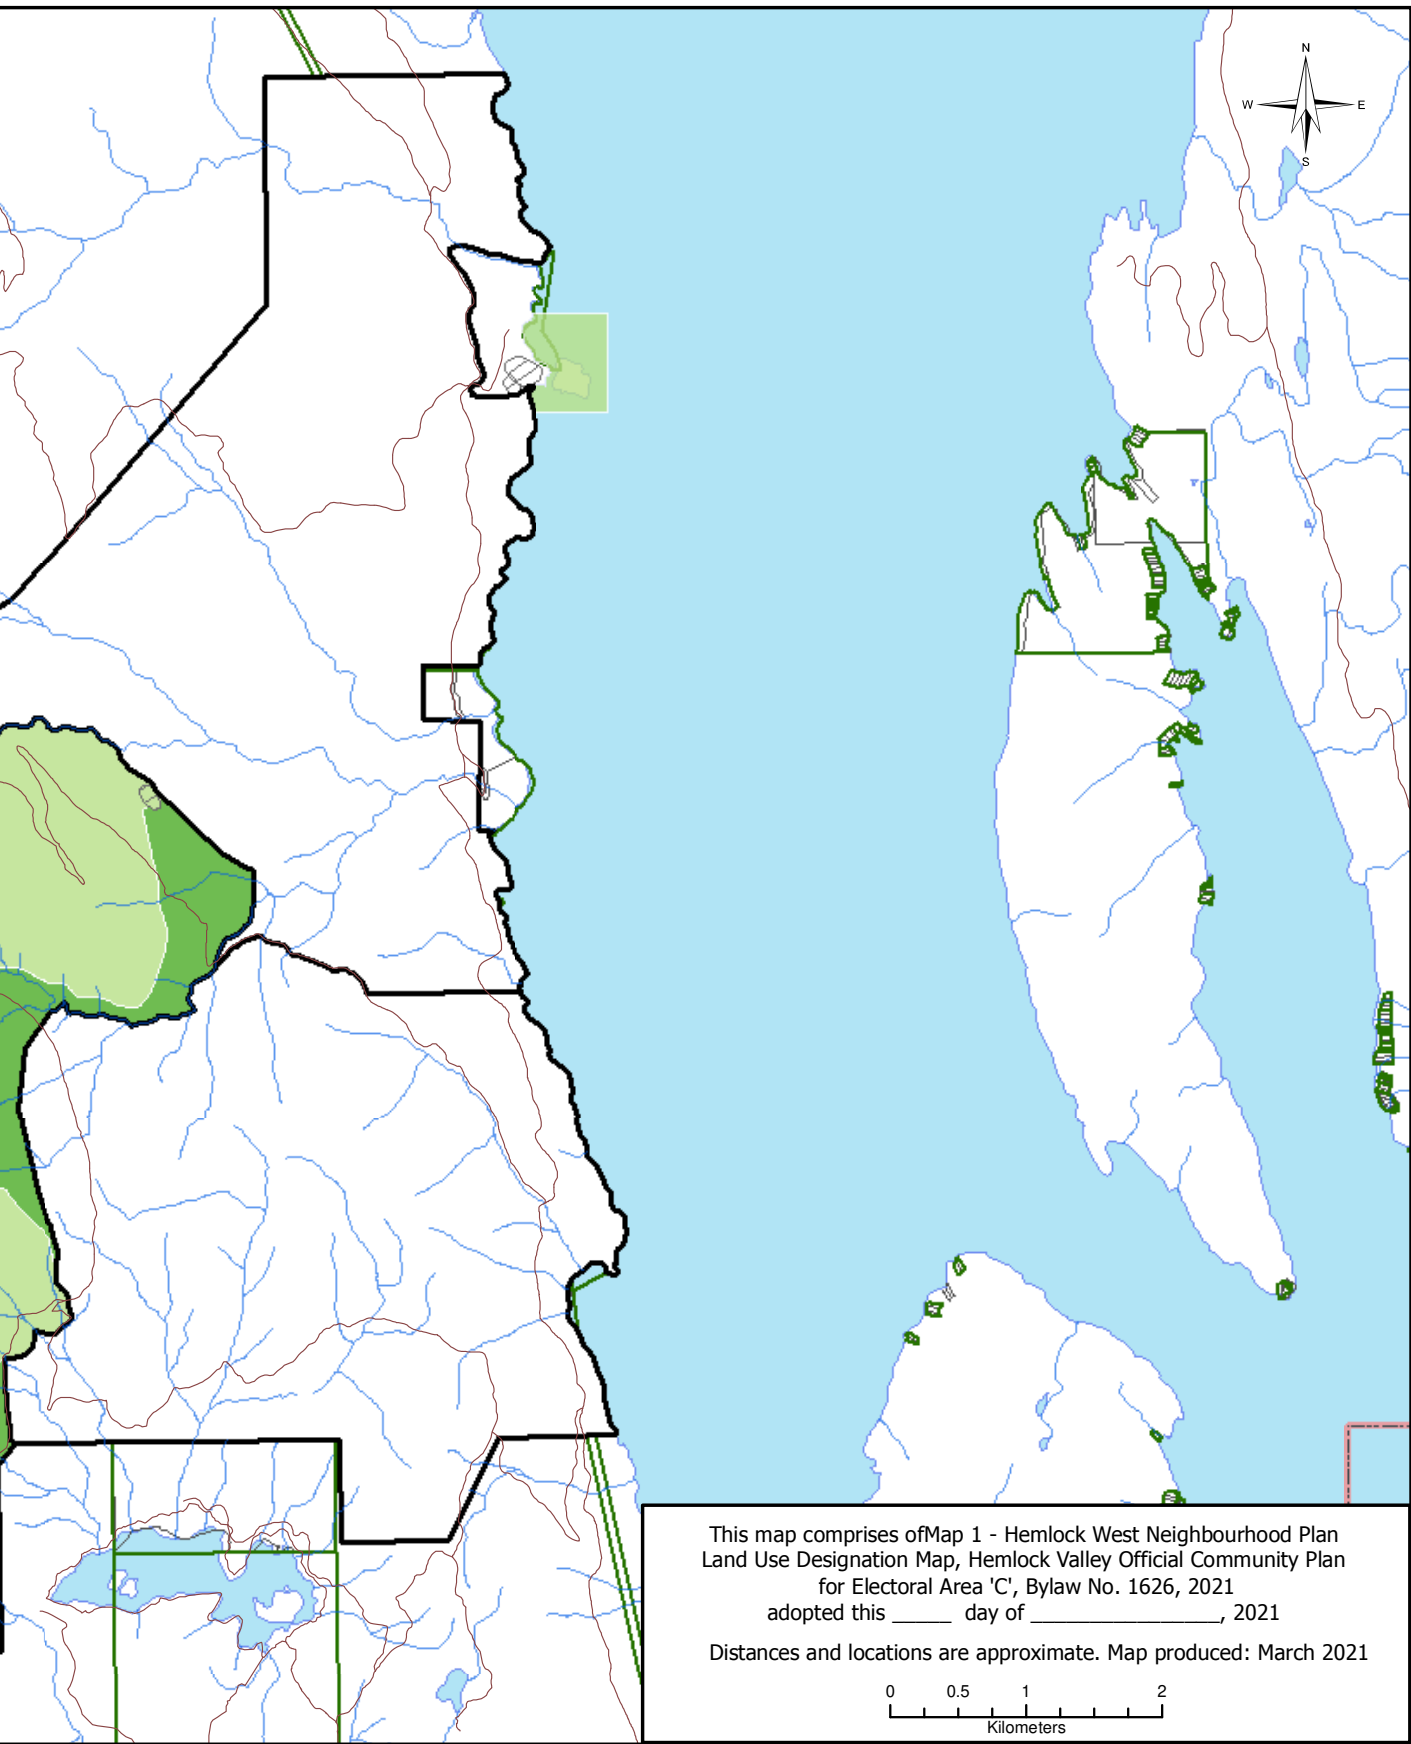 N
W E
S
This map comprises ofMap 1 - Hemlock West Neighbourhood Plan
Land Use Designation Map, Hemlock Valley Official Community Plan
for Electoral Area 'C', Bylaw No. 1626, 2021
adopted this _____ day of ________________, 2021
Distances and locations are approximate. Map produced: March 2021
0 0.5 1 2
Kilometers